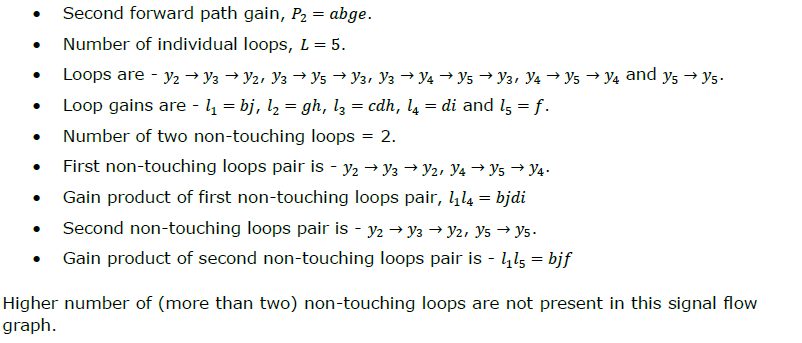 • Second forward path gain, P₂ = abge.
• Number of individual loops, L = 5.
• Loops are - y₂ → y₃ → y₂, y₃ → y₅ → y₃, y₃ → y₄ → y₅ → y₃, y₄ → y₅ → y₄ and y₅ → y₅.
• Loop gains are - l₁ = bj, l₂ = gh, l₃ = cdh, l₄ = di and l₅ = f.
• Number of two non-touching loops = 2.
• First non-touching loops pair is - y₂ → y₃ → y₂, y₄ → y₅ → y₄.
• Gain product of first non-touching loops pair, l₁l₄ = bjdi
• Second non-touching loops pair is - y₂ → y₃ → y₂, y₅ → y₅.
• Gain product of second non-touching loops pair is - l₁l₅ = bjf
Higher number of (more than two) non-touching loops are not present in this signal flow
graph.